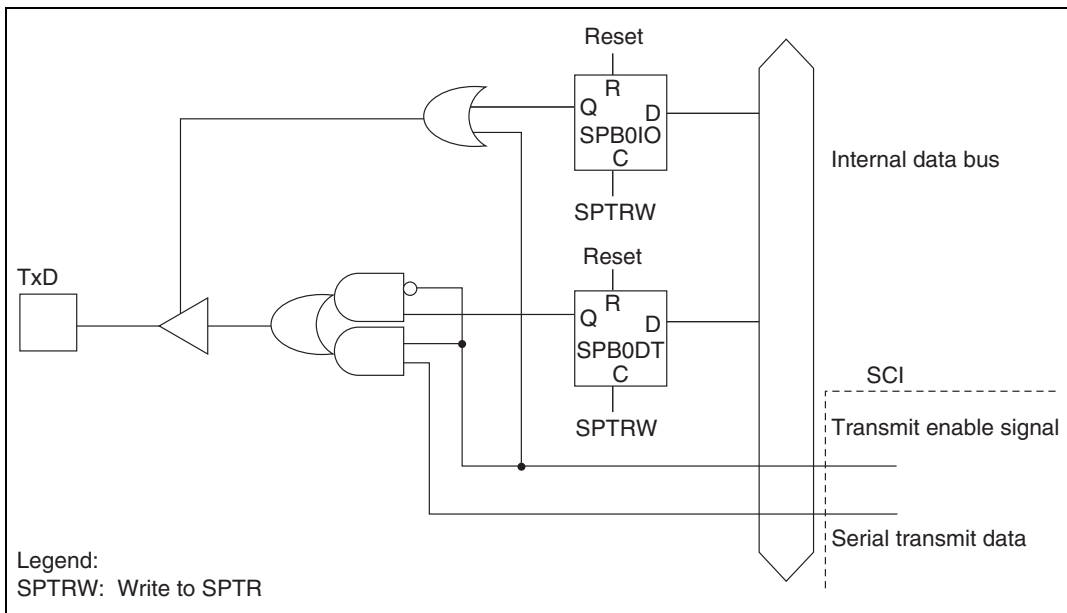 Reset
R
Q
D
SPB0IO
C
SPTRW
Internal data bus
Reset
TxD
R
Q
D
SPB0DT
C
SPTRW
SCI
Transmit enable signal
Serial transmit data
Legend:
SPTRW: Write to SPTR